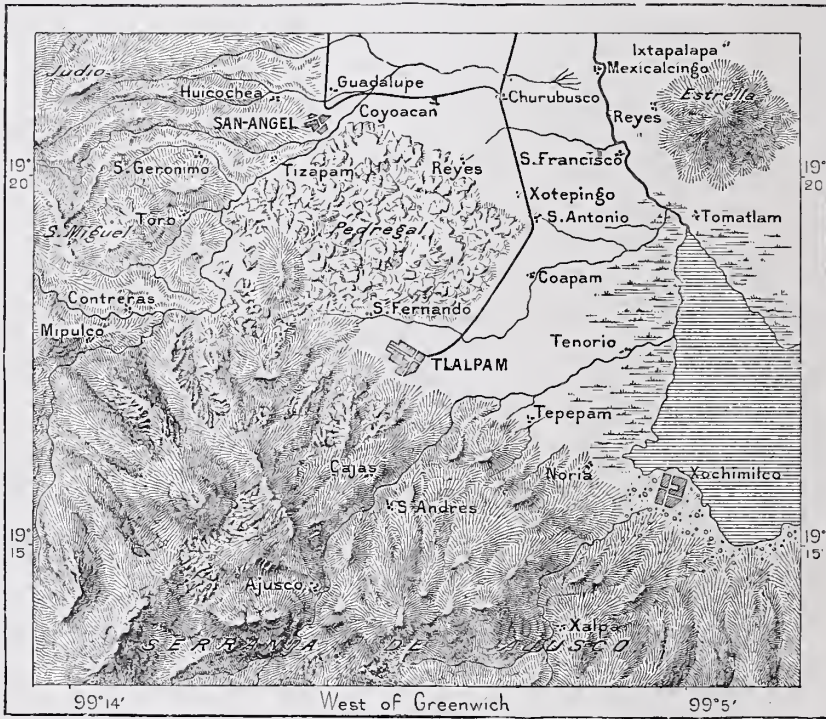 Ixtapalapa
Judio
Mexicalcingo
Guadalupe
Huicochea
Estrella
Churubusco
Coyoacan
Reyes
SAN-ANGEL
19°
20
S. Geronimo
Tizapam
Reyes
S. Francisco
19°
20
Xotepingo
Toro
S. Antonio
Tomatlam
S. Miguel
Pedregal
Coapam
Contreras
S. Fernando
Mipulco
Tenorio
TLALPAM
Tepepam
Cajas
Noria
Xochimilco
S. Andres
19°
15'
19°
15'
Ajusco
Xalpa
SERRANIA DE AJUSCO
99°14'
West of Greenwich
99°5'